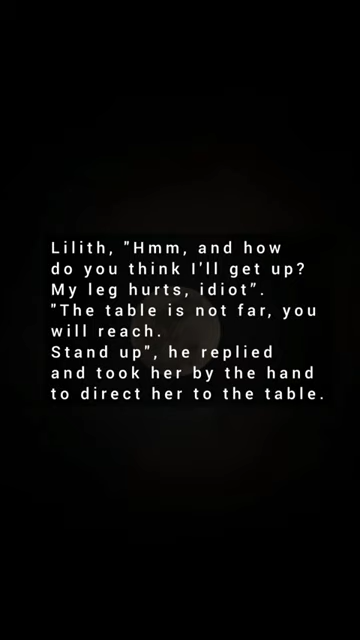 Lilith, "Hmm, and how
do you think I'll get up?
My leg hurts, idiot".
"The table is not far, you
will reach.
Stand up", he replied
and took her by the hand
to direct her to the table.